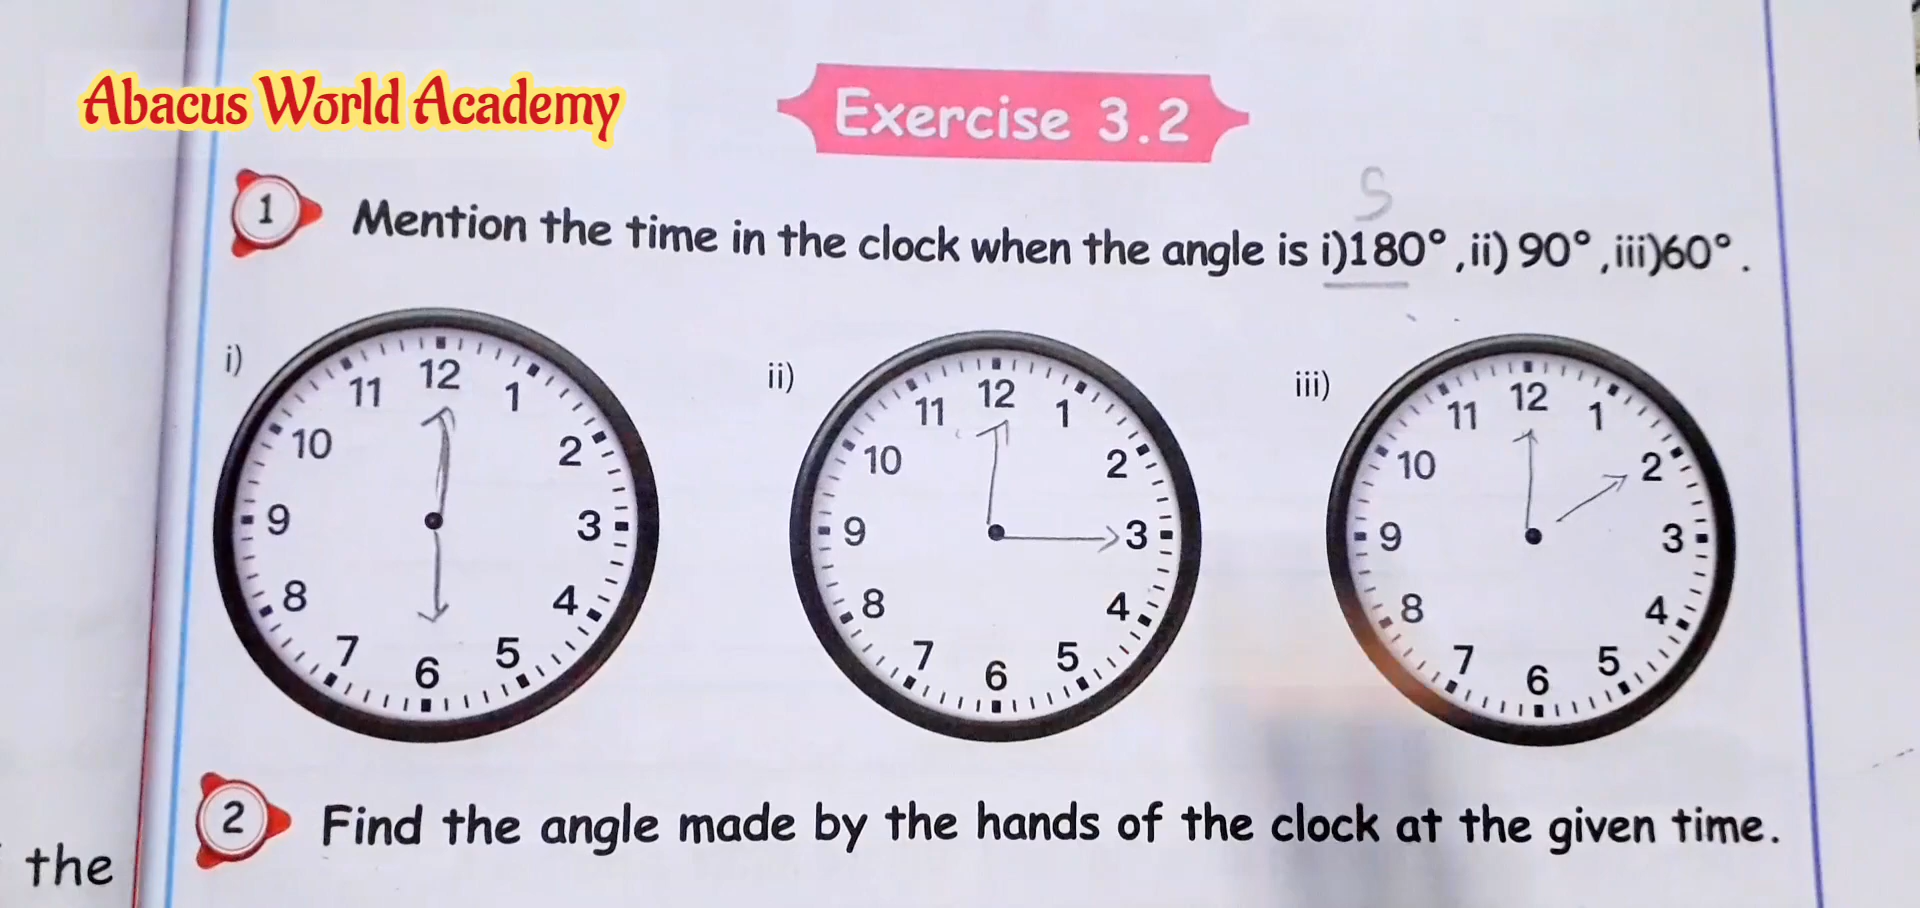 Abacus World Academy
Exercise 3.2
S
1 Mention the time in the clock when the angle is i)180° ,ii) 90° ,iii)60° .
i)
12
11 1
10 2
9 3
8 4
7 5
6
ii)
12
11 1
10 2
9 3
8 4
7 5
6
iii)
12
11 1
10 2
9 3
8 4
7 5
6
2 Find the angle made by the hands of the clock at the given time.
the